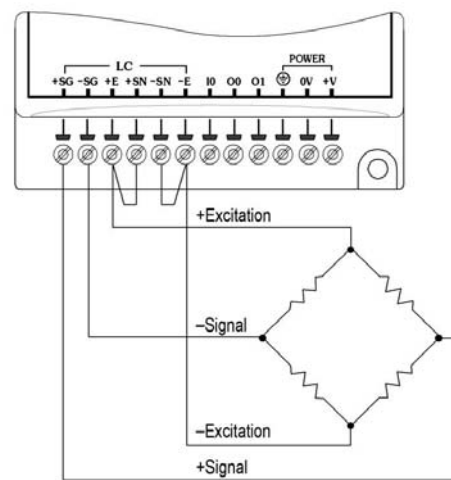 LC
POWER
+SG −SG +E +SN −SN −E I0 O0 O1 0V +V
+Excitation
−Signal
−Excitation
+Signal